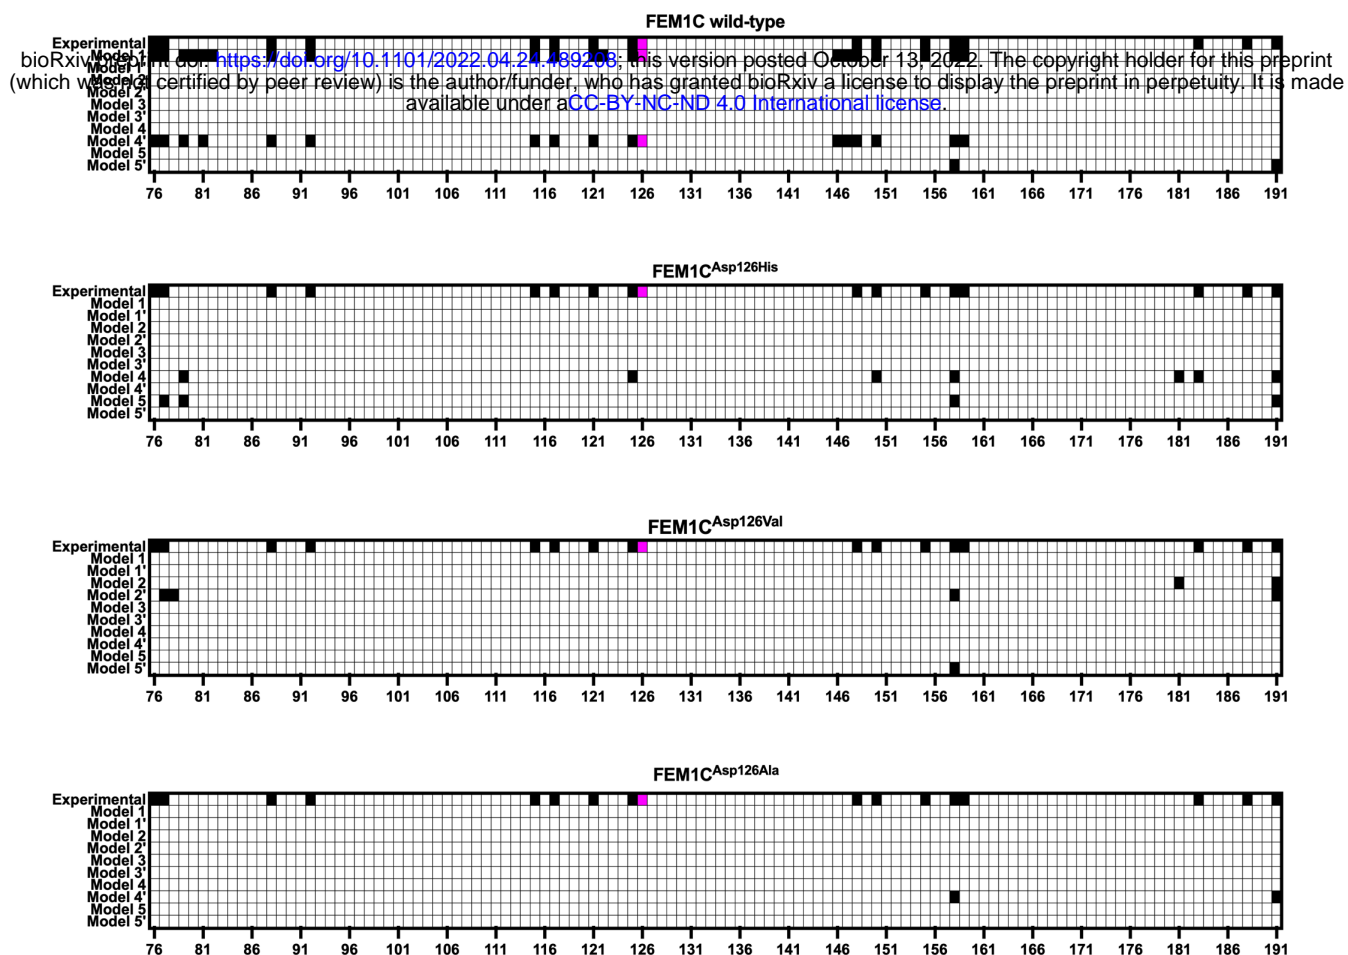 FEM1C wild-type
Experimental
Model 1
bioRxiv preprint doi: https://doi.org/10.1101/2022.04.24.489208; this version posted October 13, 2022. The copyright holder for this preprint
Model 1'
Model 2
(which was not certified by peer review) is the author/funder, who has granted bioRxiv a license to display the preprint in perpetuity. It is made
Model 2'
Model 3
available under aCC-BY-NC-ND 4.0 International license.
Model 3'
Model 4
Model 4'
Model 5
Model 5'
76 81 86 91 96 101 106 111 116 121 126 131 136 141 146 151 156 161 166 171 176 181 186 191
FEM1CAsp126His
Experimental
Model 1
Model 1'
Model 2
Model 2'
Model 3
Model 3'
Model 4
Model 4'
Model 5
Model 5'
76 81 86 91 96 101 106 111 116 121 126 131 136 141 146 151 156 161 166 171 176 181 186 191
FEM1CAsp126Val
Experimental
Model 1
Model 1'
Model 2
Model 2'
Model 3
Model 3'
Model 4
Model 4'
Model 5
Model 5'
76 81 86 91 96 101 106 111 116 121 126 131 136 141 146 151 156 161 166 171 176 181 186 191
FEM1CAsp126Ala
Experimental
Model 1
Model 1'
Model 2
Model 2'
Model 3
Model 3'
Model 4
Model 4'
Model 5
Model 5'
76 81 86 91 96 101 106 111 116 121 126 131 136 141 146 151 156 161 166 171 176 181 186 191